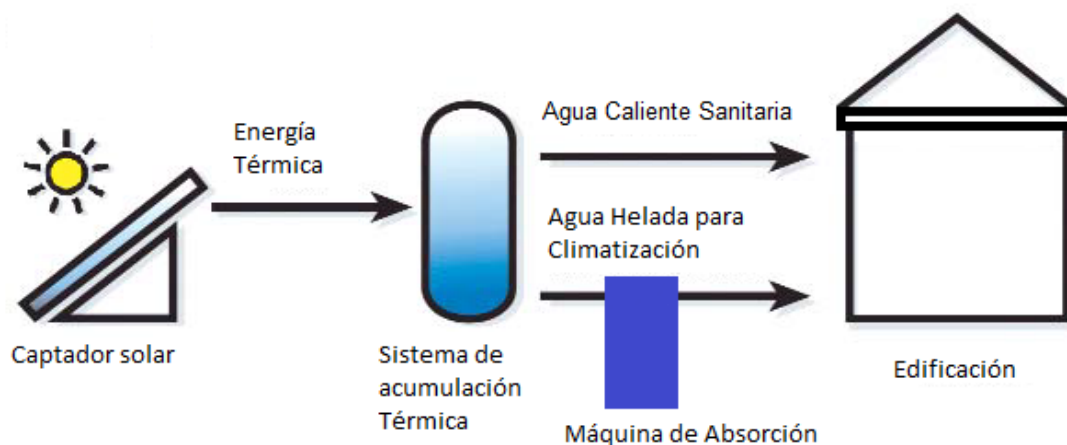 Energía
Térmica
Agua Caliente Sanitaria
Agua Helada para
Climatización
Captador solar
Sistema de
acumulación
Térmica
Máquina de Absorción
Edificación